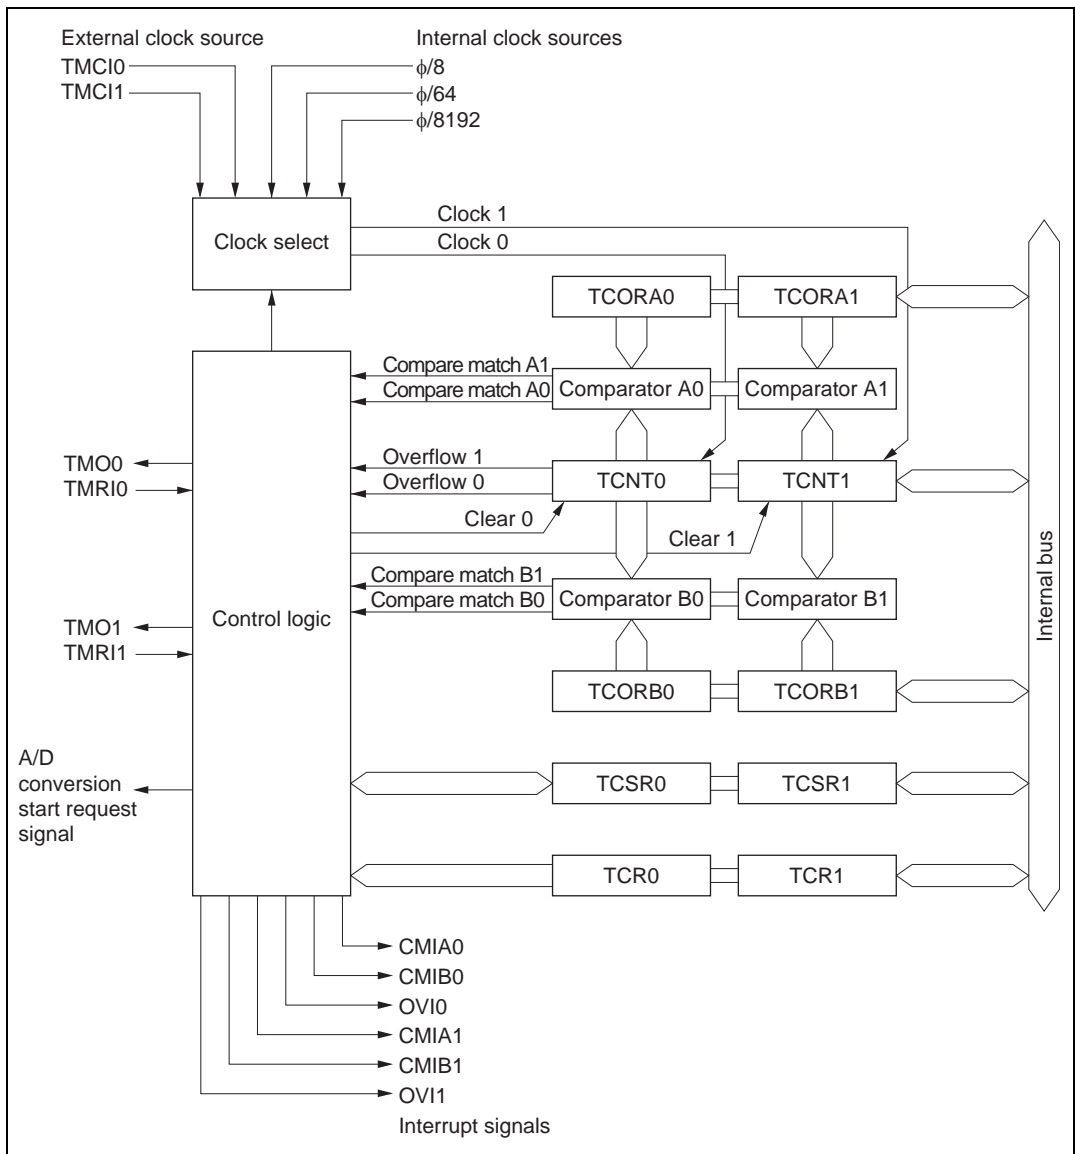 External clock source
Internal clock sources
TMCI0
ϕ/8
TMCI1
ϕ/64
ϕ/8192
Clock select
Clock 1
Clock 0
TCORA0
TCORA1
Compare match A1
Compare match A0
Comparator A0
Comparator A1
TMO0
TMRI0
Overflow 1
Overflow 0
TCNT0
TCNT1
Clear 0
Clear 1
Internal bus
Compare match B1
Compare match B0
Comparator B0
Comparator B1
Control logic
TMO1
TMRI1
TCORB0
TCORB1
A/D
conversion
start request
signal
TCSR0
TCSR1
TCR0
TCR1
CMIA0
CMIB0
OVI0
CMIA1
CMIB1
OVI1
Interrupt signals